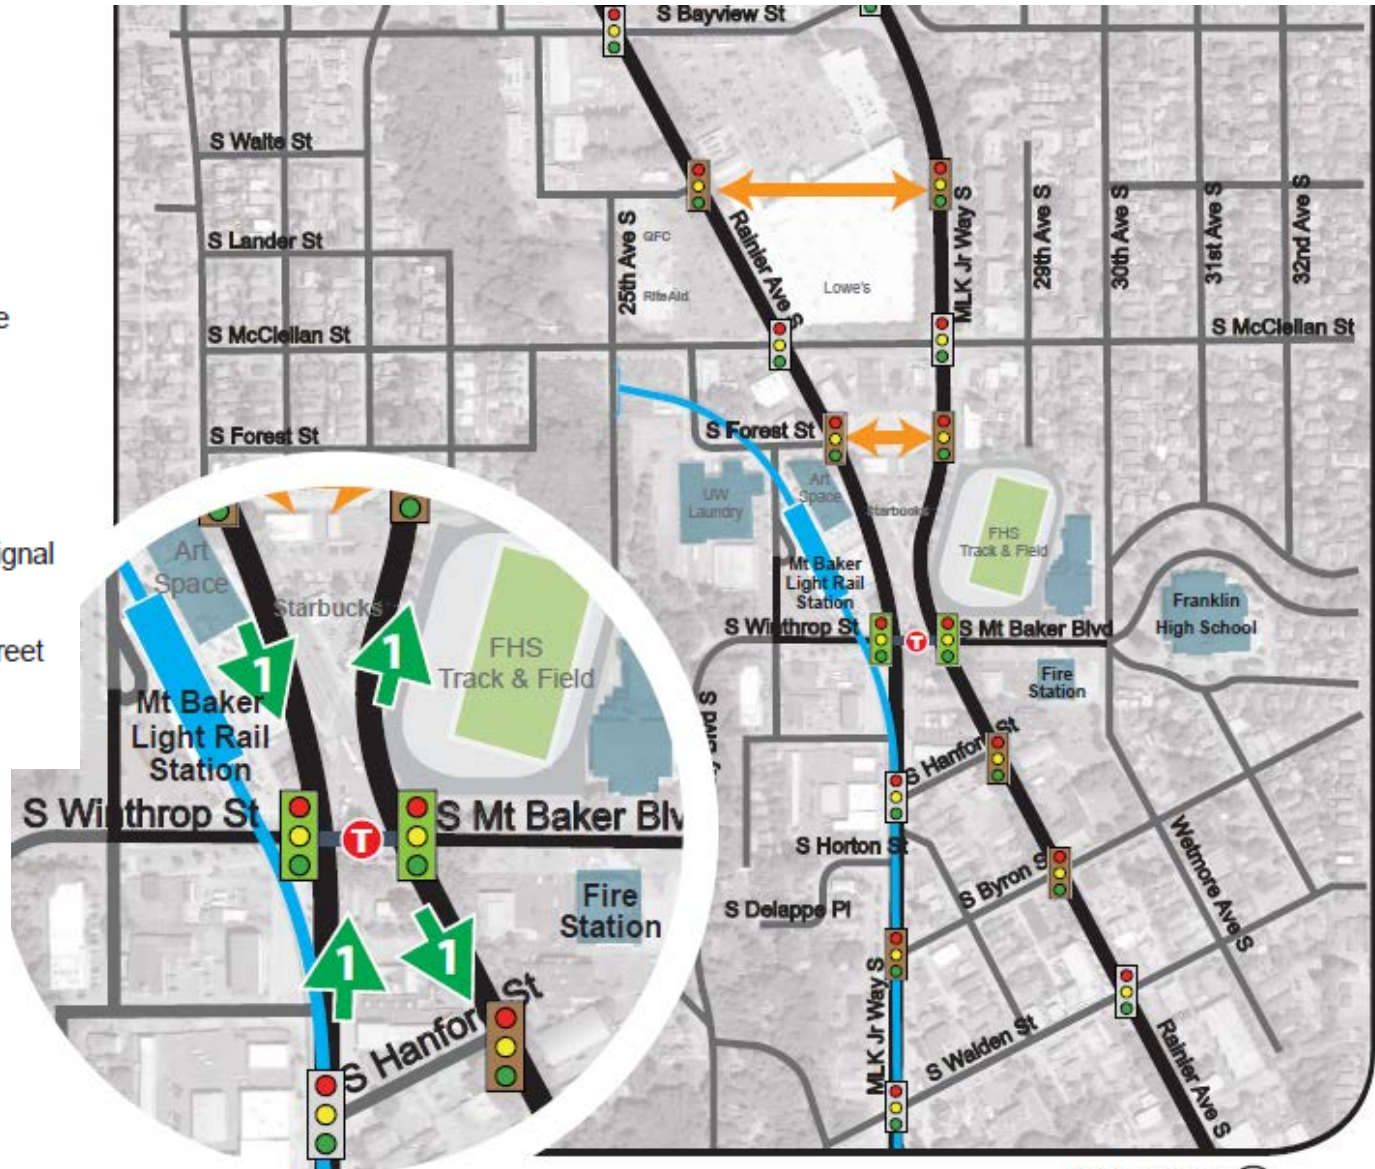 S Bayview St
S Waite St
S Lander St
25th Ave S
QFC
RiteAid
Rainier Ave S
Lowe's
MLK Jr Way S
29th Ave S
30th Ave S
31st Ave S
32nd Ave S
e
S McClellan St
S McClellan St
S Forest St
S Forest St
UW
Laundry
Art
Space
Starbucks
FHS
Track & Field
Mt Baker
Light Rail
Station
Franklin
High School
S Winthrop St
T
S Mt Baker Blvd
Fire
Station
S Hanford St
S Horton St
S Byron S
S Delappe Pl
Wetmore Ave S
MLK Jr Way S
S Walden St
Rainier Ave S
ignal
reet
Art
Space
Starbucks
1
1
FHS
Track & Field
Mt Baker
Light Rail
Station
S Winthrop St
T
S Mt Baker Blv
Fire
Station
1
1
S Hanford St